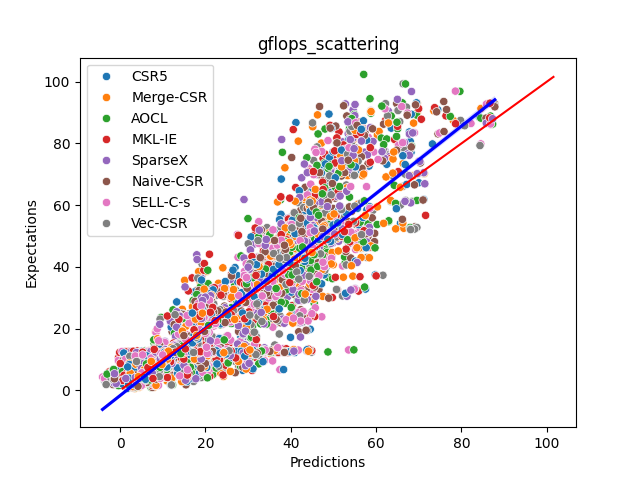 gflops_scattering
CSR5
Merge-CSR
AOCL
MKL-IE
SparseX
Naive-CSR
SELL-C-s
Vec-CSR
100
80
60
40
20
0
Expectations
0 20 40 60 80 100
Predictions